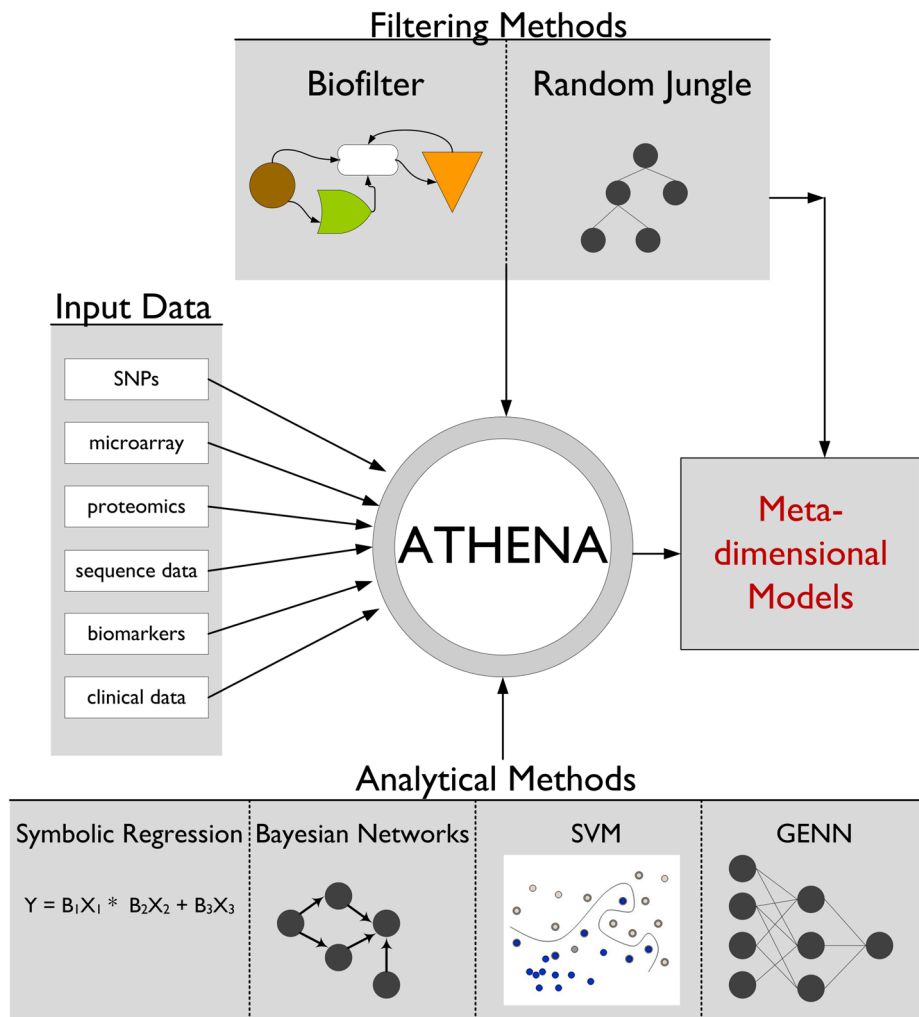 Filtering Methods
Biofilter
Random Jungle
Input Data
SNPs
microarray
proteomics
sequence data
biomarkers
clinical data
ATHENA
Meta-
dimensional
Models
Analytical Methods
Symbolic Regression
Y = B₁X₁ * B₂X₂ + B₃X₃
Bayesian Networks
SVM
GENN